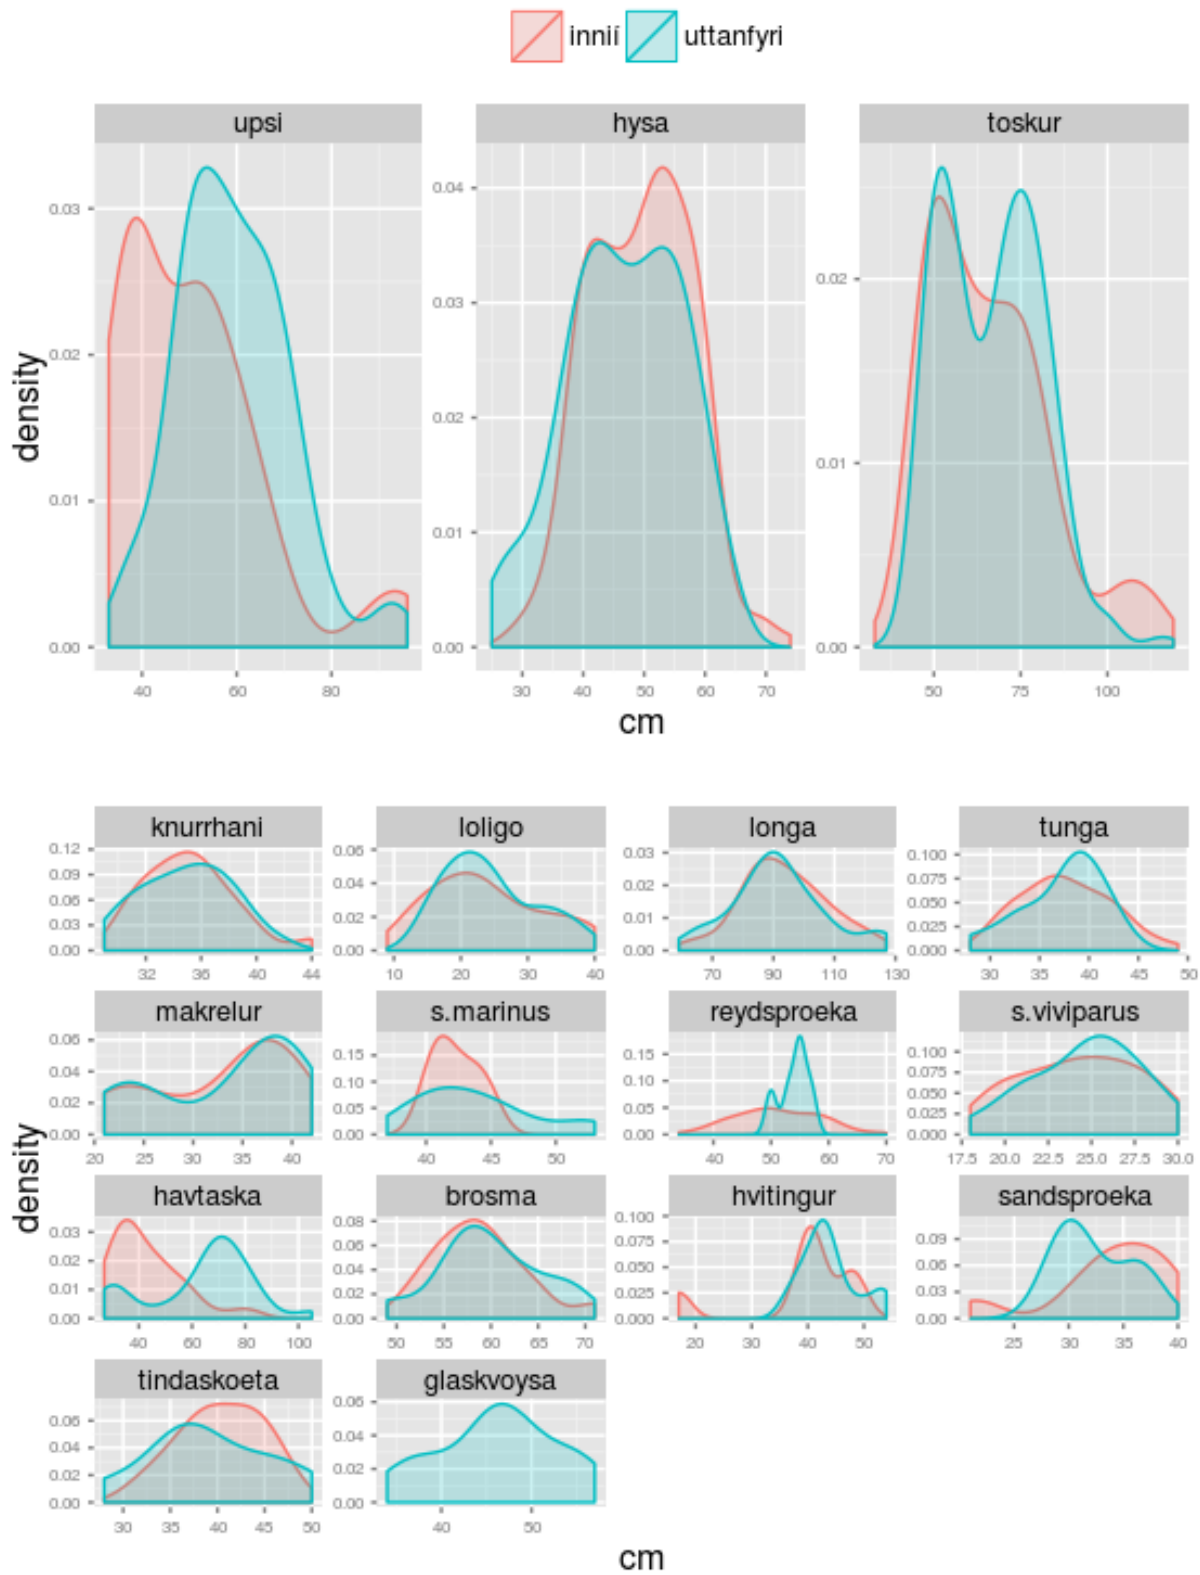 innií uttanfyri
upsi hysa toskur
density
0.03 0.02 0.01 0.00
0.04 0.03 0.02 0.01 0.00
0.02 0.01 0.00
40 60 80 30 40 50 60 70 50 75 100
cm
knurrhani loligo longa tunga
0.12 0.09 0.06 0.03 0.00
0.06 0.04 0.02 0.00
0.03 0.02 0.01 0.00
0.100 0.075 0.050 0.025 0.000
32 36 40 44 10 20 30 40 70 90 110 130 30 35 40 45 50
makrelur s.marinus reydsproeka s.viviparus
0.06 0.04 0.02 0.00
0.15 0.10 0.05 0.00
0.15 0.10 0.05 0.00
0.100 0.075 0.050 0.025 0.000
20 25 30 35 40 40 45 50 40 50 60 70 17.5 20.0 22.5 25.0 27.5 30.0
density
havtaska brosma hvitingur sandsproeka
0.03 0.02 0.01 0.00
0.08 0.06 0.04 0.02 0.00
0.100 0.075 0.050 0.025 0.000
0.09 0.06 0.03 0.00
40 60 80 100 50 55 60 65 70 20 30 40 50 25 30 35 40
tindaskoeta glaskvoysa
0.06 0.04 0.02 0.00
0.06 0.04 0.02 0.00
30 35 40 45 50 40 50
cm